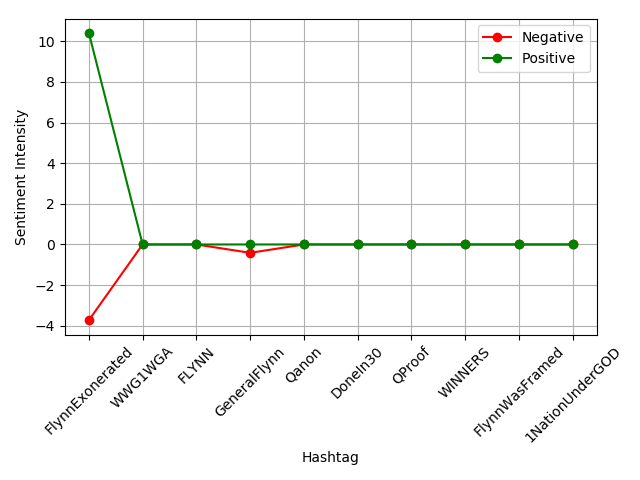 Negative
Positive
10
8
6
4
2
0
−2
−4
Sentiment Intensity
FlynnExonerated
WWG1WGA
FLYNN
GeneralFlynn
Qanon
DoneIn30
QProof
WINNERS
FlynnWasFramed
1NationUnderGOD
Hashtag